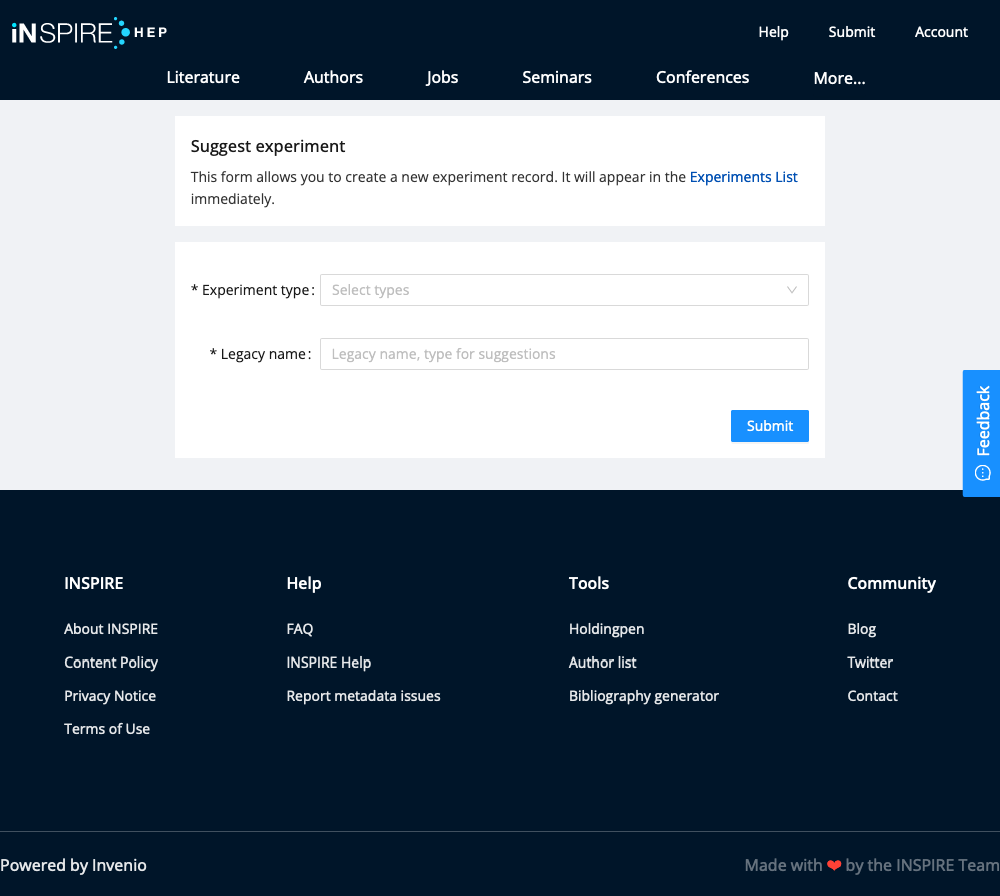 iNSPIRE HEP
Help Submit Account
Literature Authors Jobs Seminars Conferences More...
Suggest experiment
This form allows you to create a new experiment record. It will appear in the Experiments List
immediately.
* Experiment type: Select types
* Legacy name: Legacy name, type for suggestions
Submit
Feedback
INSPIRE Help Tools Community
About INSPIRE FAQ Holdingpen Blog
Content Policy INSPIRE Help Author list Twitter
Privacy Notice Report metadata issues Bibliography generator Contact
Terms of Use
Powered by Invenio Made with ❤ by the INSPIRE Team